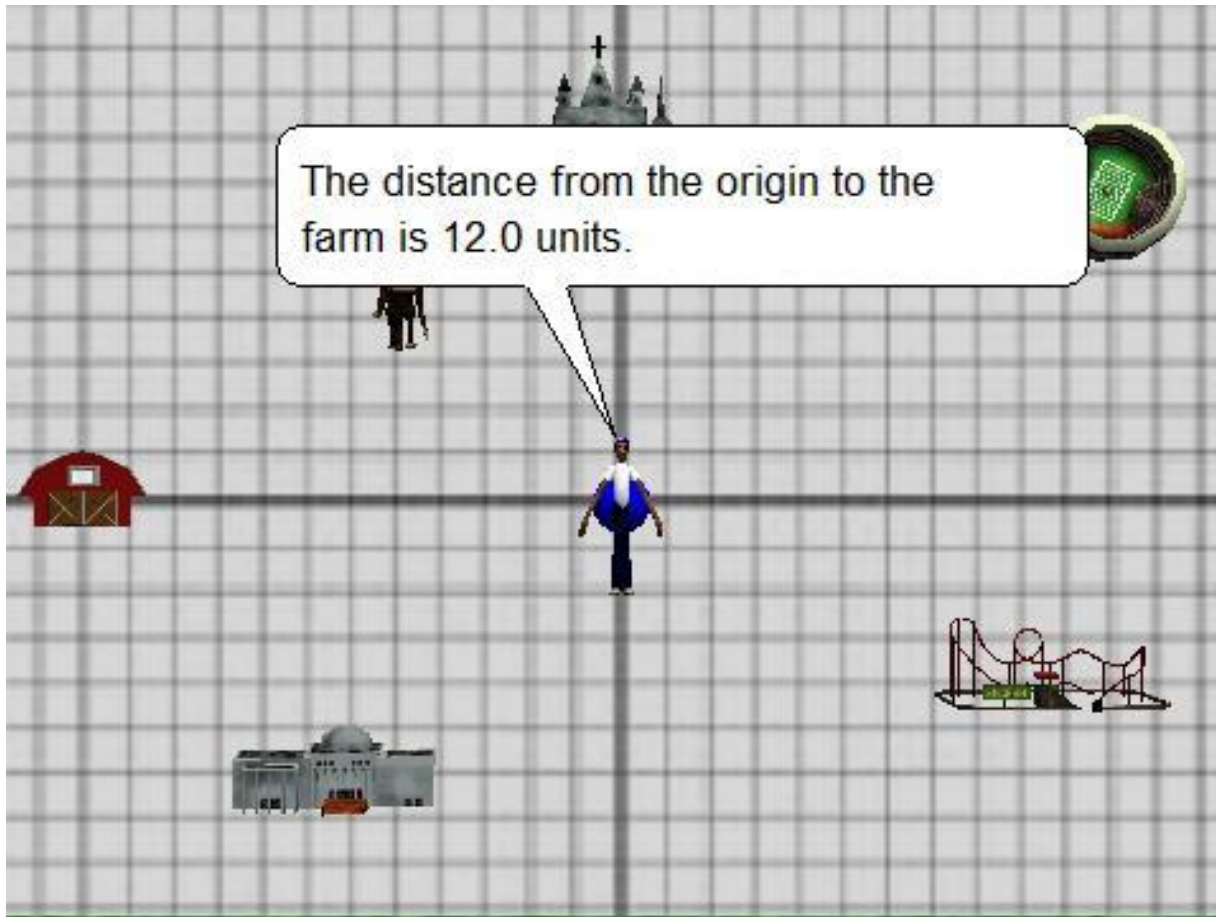 The distance from the origin to the
farm is 12.0 units.